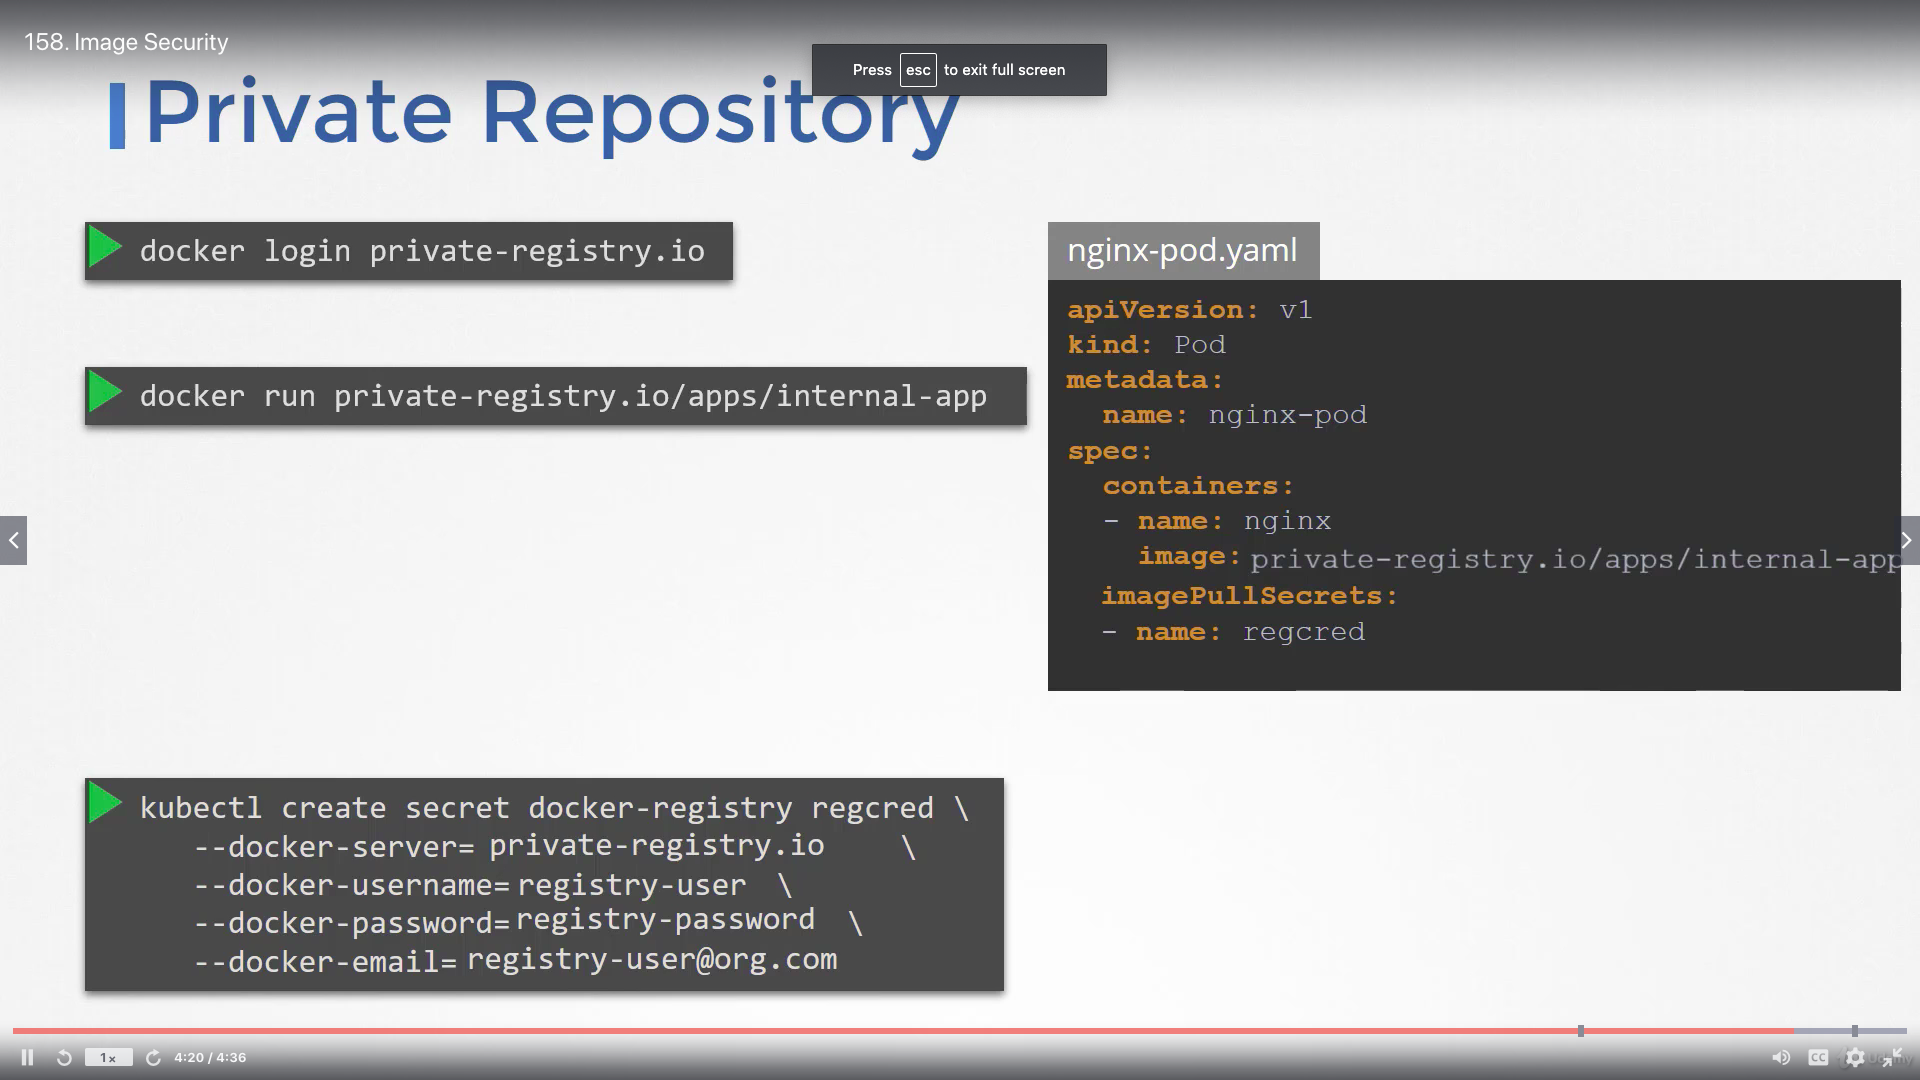 158. Image Security
Press esc to exit full screen
Private Repository
docker login private-registry.io
docker run private-registry.io/apps/internal-app
nginx-pod.yaml
apiVersion: v1
kind: Pod
metadata:
  name: nginx-pod
spec:
  containers:
  - name: nginx
    image: private-registry.io/apps/internal-app
  imagePullSecrets:
  - name: regcred
kubectl create secret docker-registry regcred \
--docker-server= private-registry.io \
--docker-username= registry-user \
--docker-password= registry-password \
--docker-email= registry-user@org.com
1x
4:20 / 4:36
CC